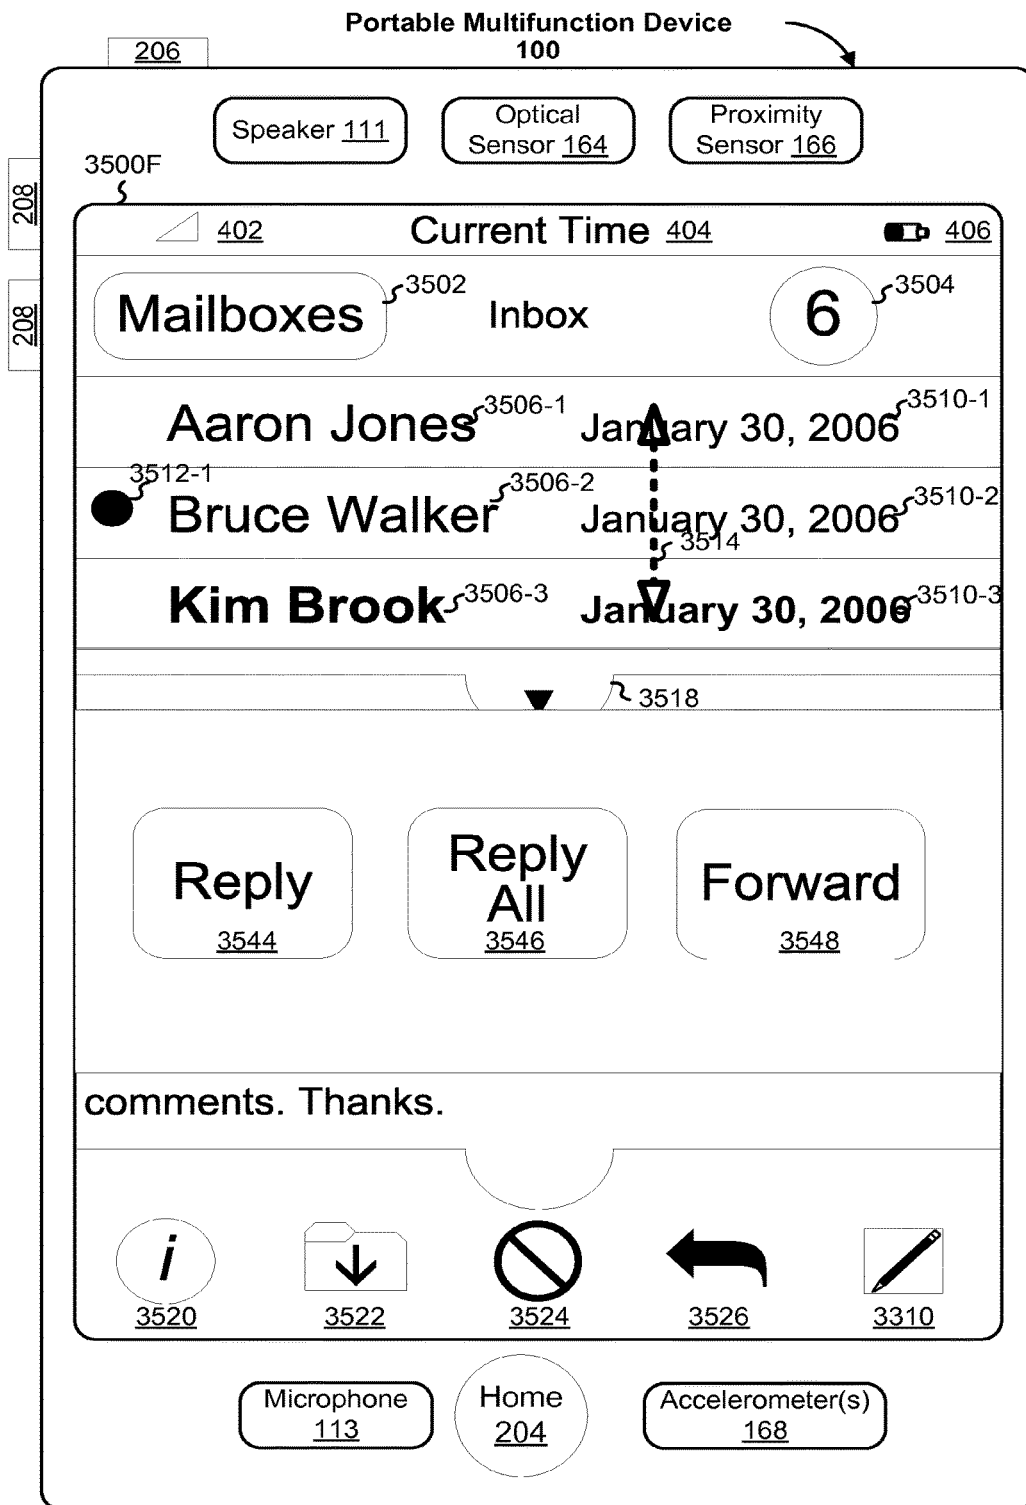 Portable Multifunction Device
100
206
Speaker 111
Optical
Sensor 164
Proximity
Sensor 166
3500F
208
208
402
Current Time 404
406
Mailboxes
3502
Inbox
6
3504
Aaron Jones
3506-1
January 30, 2006
3510-1
3512-1
Bruce Walker
3506-2
January 30, 2006
3510-2
3514
Kim Brook
3506-3
January 30, 2006
3510-3
3518
Reply
3544
Reply
All
3546
Forward
3548
comments. Thanks.
i
3520
3522
3524
3526
3310
Microphone
113
Home
204
Accelerometer(s)
168